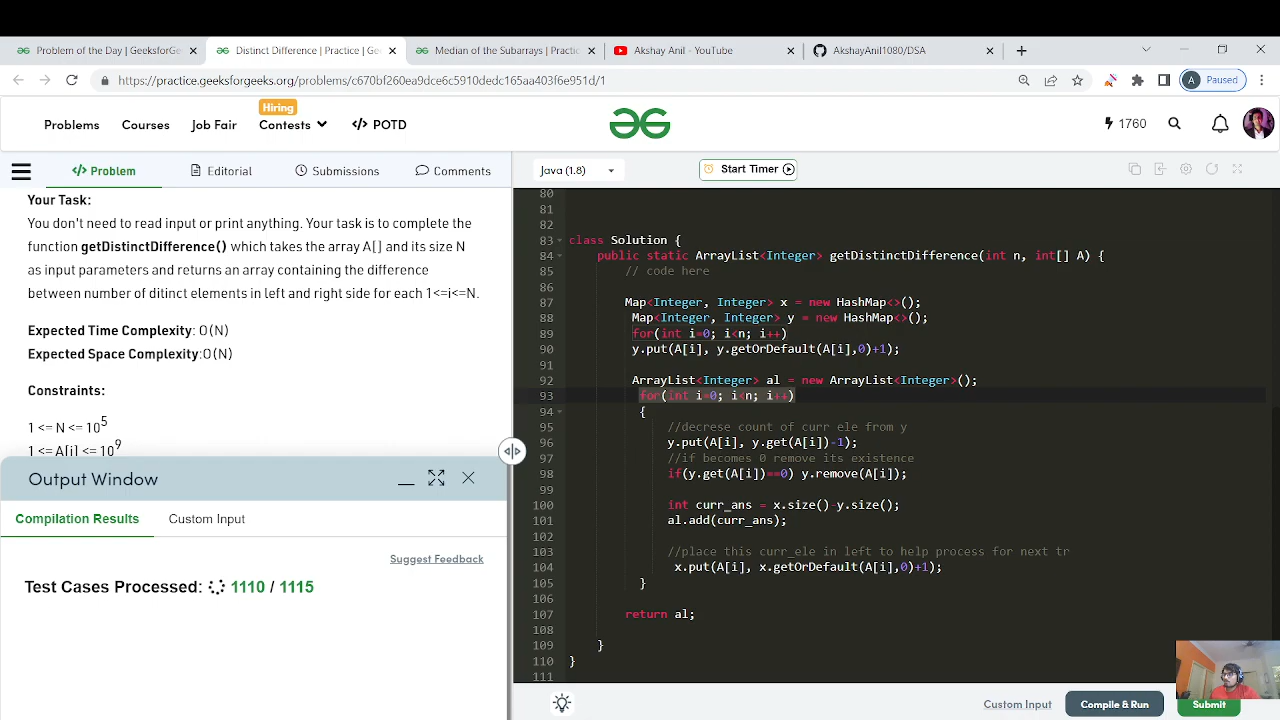 Problem of the Day | GeeksforGee
Distinct Difference | Practice | Ge
Median of the Subarrays | Practi
Akshay Anil - YouTube
AkshayAnil1080/DSA
https://practice.geeksforgeeks.org/problems/c670bf260ea9dce6c5910dedc165aa403f6e951d/1
A
Paused
Problems
Courses
Job Fair
Hiring
Contests
</> POTD
1760
</> Problem
Editorial
Submissions
Comments
Java (1.8)
Start Timer
Your Task:
You don't need to read input or print anything. Your task is to complete the
function getDistinctDifference() which takes the array A[] and its size N
as input parameters and returns an array containing the difference
between number of ditinct elements in left and right side for each 1<=i<=N.
Expected Time Complexity: O(N)
Expected Space Complexity:O(N)
Constraints:
1 <= N <= 10^5
1 <= A[i] <= 10^9
Output Window
Compilation Results
Custom Input
Suggest Feedback
Test Cases Processed: 1110 / 1115
80
81
82
83 class Solution {
84 public static ArrayList<Integer> getDistinctDifference(int n, int[] A) {
85 // code here
86
87 Map<Integer, Integer> x = new HashMap<>();
88 Map<Integer, Integer> y = new HashMap<>();
89 for(int i=0; i<n; i++)
90 y.put(A[i], y.getOrDefault(A[i],0)+1);
91
92 ArrayList<Integer> al = new ArrayList<Integer>();
93 for(int i=0; i<n; i++)
94 {
95 //decrese count of curr ele from y
96 y.put(A[i], y.get(A[i])-1);
97 //if becomes 0 remove its existence
98 if(y.get(A[i])==0) y.remove(A[i]);
99
100 int curr_ans = x.size()-y.size();
101 al.add(curr_ans);
102
103 //place this curr_ele in left to help process for next tr
104 x.put(A[i], x.getOrDefault(A[i],0)+1);
105 }
106
107 return al;
108
109 }
110 }
111
Custom Input
Compile & Run
Submit